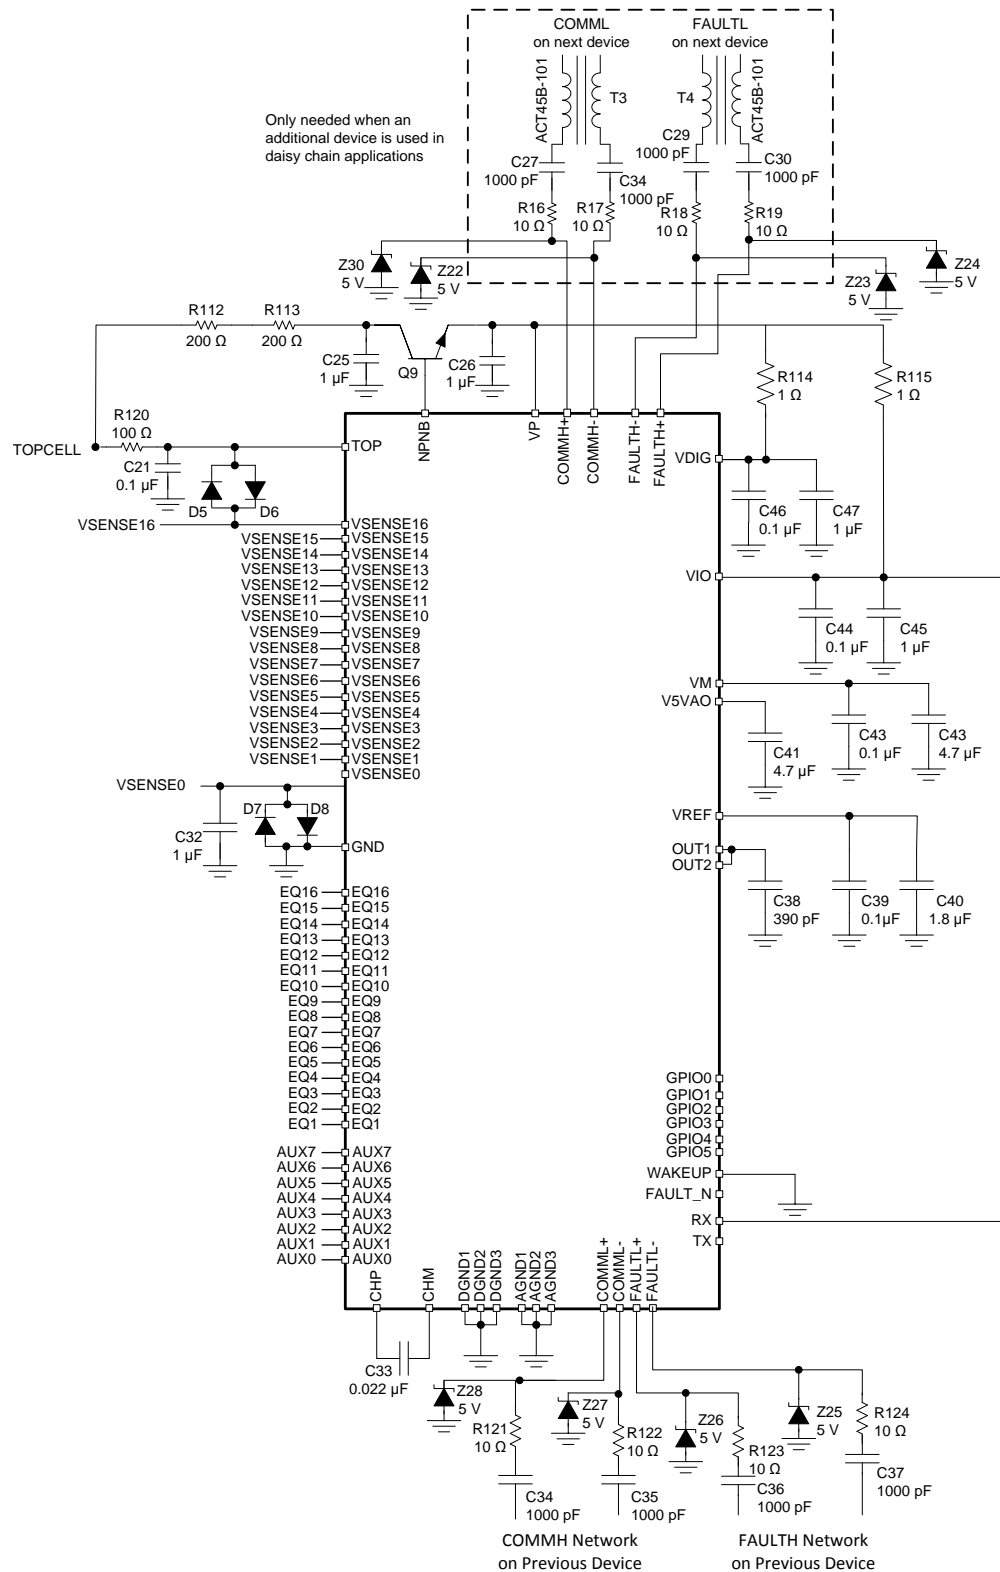 COMML
on next device
FAULTL
on next device
ACT45B-101
T3
T4
ACT45B-101
Only needed when an
additional device is used in
daisy chain applications
C27
1000 pF
C34
1000 pF
C29
1000 pF
C30
1000 pF
R16
10 Ω
R17
10 Ω
R18
10 Ω
R19
10 Ω
Z30
5 V
Z22
5 V
Z23
5 V
Z24
5 V
R112
200 Ω
R113
200 Ω
C25
1 µF
Q9
C26
1 µF
R114
1 Ω
R115
1 Ω
R120
100 Ω
TOPCELL
C21
0.1 µF
D5
D6
TOP
NPNB
VP
COMMH+
COMMH-
FAULTH-
FAULTH+
VDIG
C46
0.1 µF
C47
1 µF
VSENSE16
VSENSE16
VSENSE15
VSENSE15
VSENSE14
VSENSE14
VSENSE13
VSENSE13
VSENSE12
VSENSE12
VSENSE11
VSENSE11
VSENSE10
VSENSE10
VSENSE9
VSENSE9
VSENSE8
VSENSE8
VSENSE7
VSENSE7
VSENSE6
VSENSE6
VSENSE5
VSENSE5
VSENSE4
VSENSE4
VSENSE3
VSENSE3
VSENSE2
VSENSE2
VSENSE1
VSENSE1
VSENSE0
VSENSE0
VIO
C44
0.1 µF
C45
1 µF
VM
V5VAO
C41
4.7 µF
C43
0.1 µF
C43
4.7 µF
D7
D8
C32
1 µF
GND
VREF
OUT1
OUT2
C38
390 pF
C39
0.1µF
C40
1.8 µF
EQ16
EQ16
EQ15
EQ15
EQ14
EQ14
EQ13
EQ13
EQ12
EQ12
EQ11
EQ11
EQ10
EQ10
EQ9
EQ9
EQ8
EQ8
EQ7
EQ7
EQ6
EQ6
EQ5
EQ5
EQ4
EQ4
EQ3
EQ3
EQ2
EQ2
EQ1
EQ1
GPIO0
GPIO1
GPIO2
GPIO3
GPIO4
GPIO5
WAKEUP
FAULT_N
RX
TX
AUX7
AUX7
AUX6
AUX6
AUX5
AUX5
AUX4
AUX4
AUX3
AUX3
AUX2
AUX2
AUX1
AUX1
AUX0
AUX0
CHP
CHM
DGND1
DGND2
DGND3
AGND1
AGND2
AGND3
COMML+
COMML-
FAULTL+
FAULTL-
C33
0.022 µF
Z28
5 V
R121
10 Ω
Z27
5 V
R122
10 Ω
Z26
5 V
R123
10 Ω
Z25
5 V
R124
10 Ω
C34
1000 pF
C35
1000 pF
C36
1000 pF
C37
1000 pF
COMMH Network
on Previous Device
FAULTH Network
on Previous Device